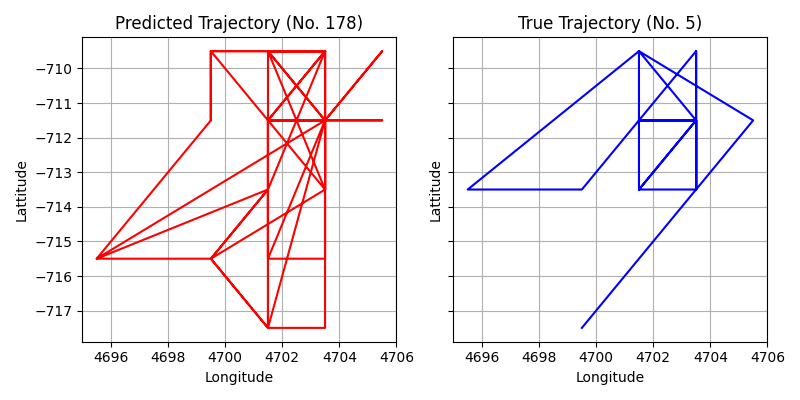 Predicted Trajectory (No. 178)
Lattitude
−710
−711
−712
−713
−714
−715
−716
−717
4696 4698 4700 4702 4704 4706
Longitude
True Trajectory (No. 5)
Lattitude
4696 4698 4700 4702 4704 4706
Longitude